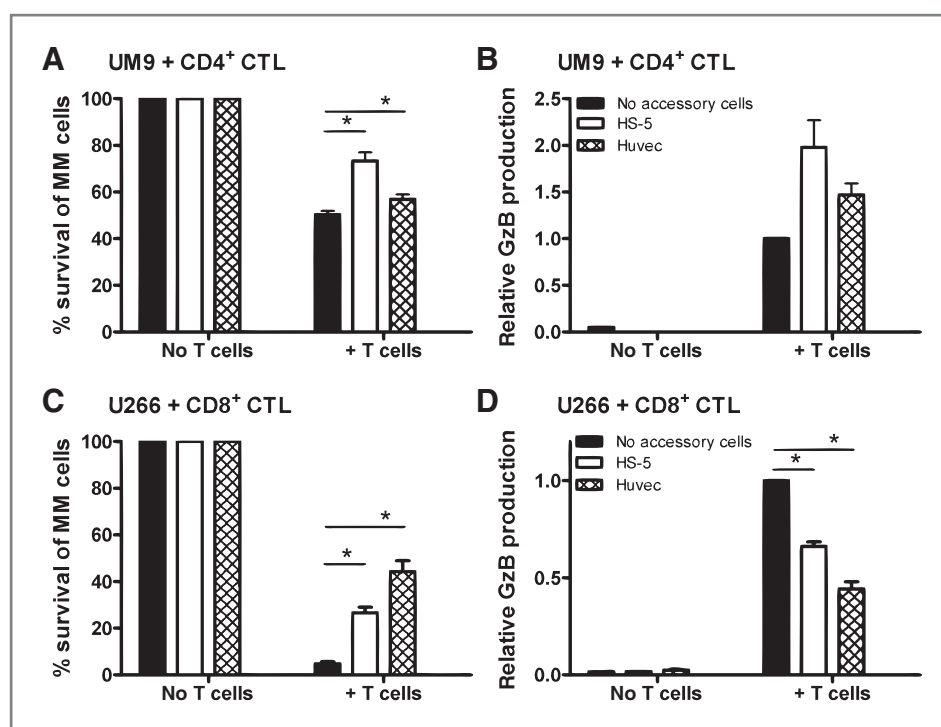 A UM9 + CD4⁺ CTL
% survival of MM cells
100
80
60
40
20
0
* *
No T cells + T cells
B UM9 + CD4⁺ CTL
Relative GzB production
2.5
2.0
1.5
1.0
0.5
0.0
No accessory cells
HS-5
Huvec
No T cells + T cells
C U266 + CD8⁺ CTL
% survival of MM cells
100
80
60
40
20
0
* *
No T cells + T cells
D U266 + CD8⁺ CTL
Relative GzB production
1.0
0.5
0.0
No accessory cells
HS-5
Huvec
* *
No T cells + T cells